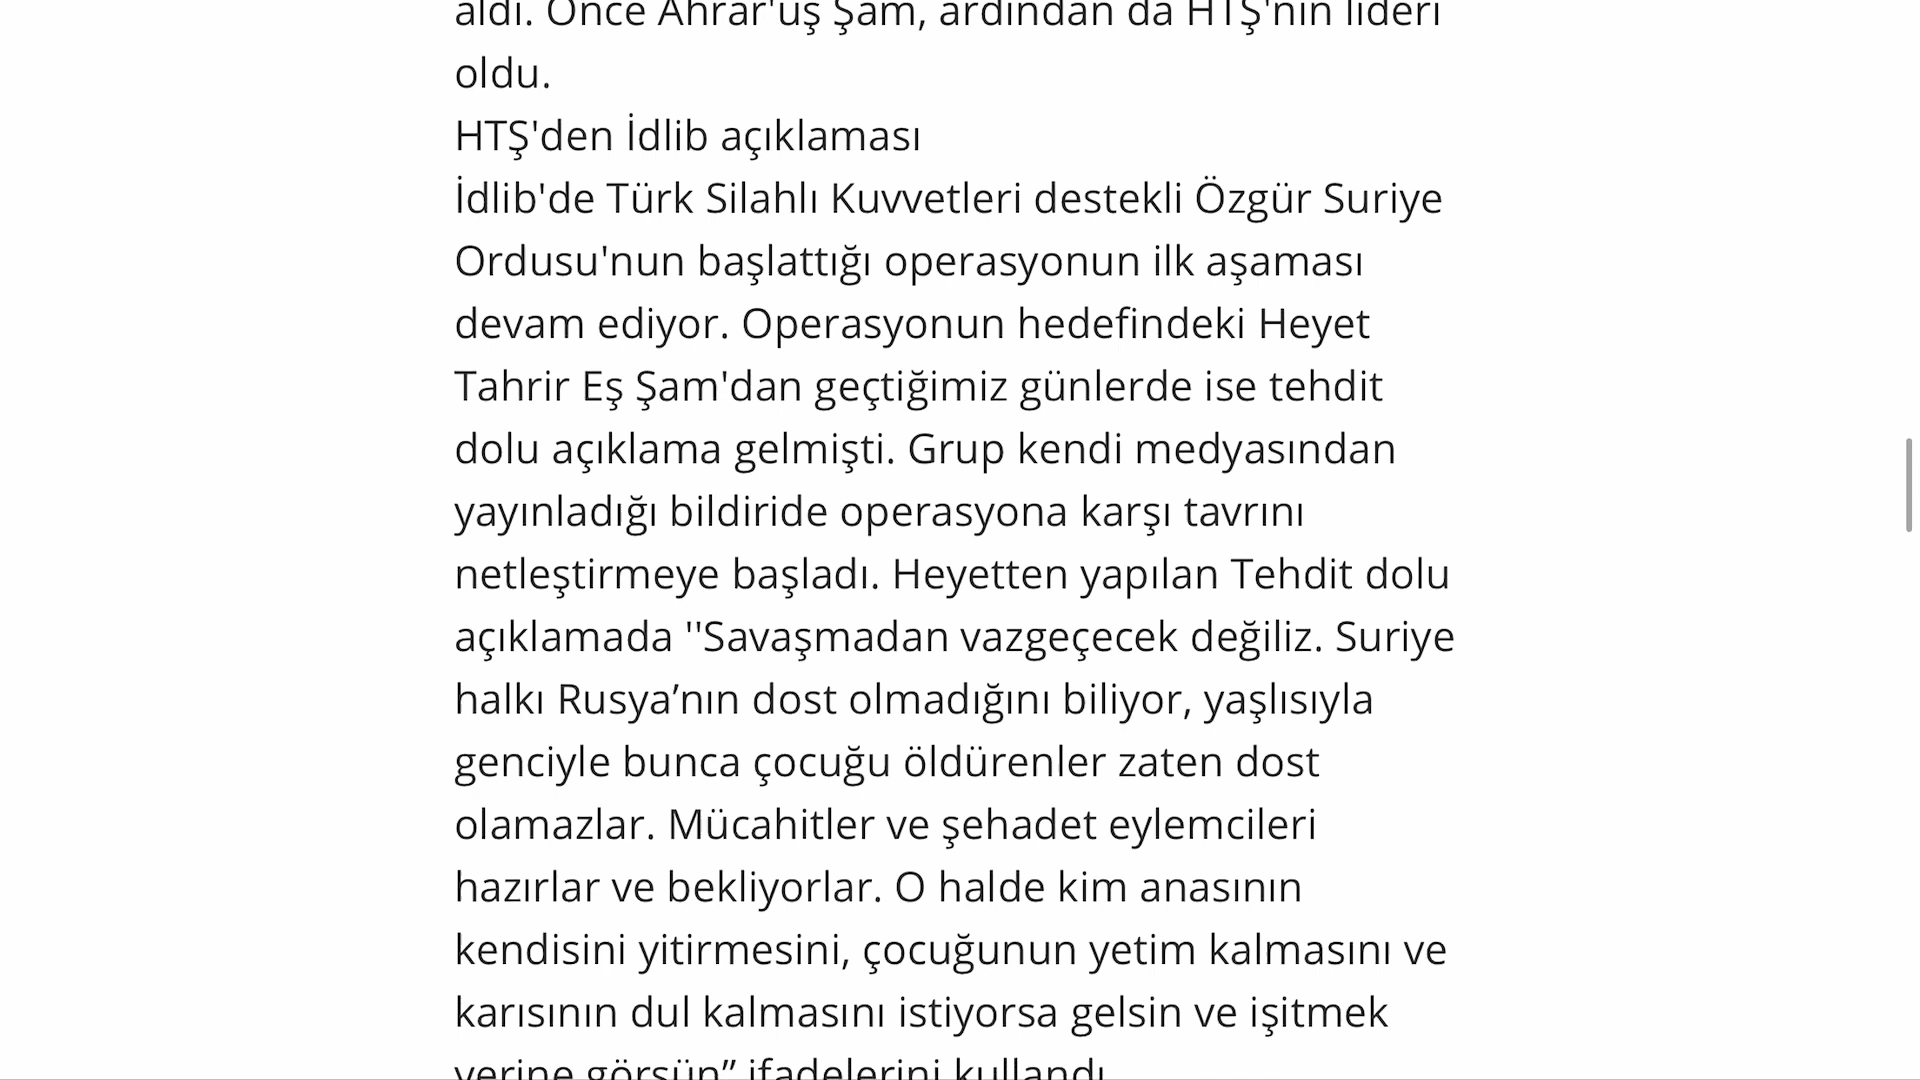 aldı. Önce Ahrar'uş Şam, ardından da HTŞ'nin lideri
oldu.
HTŞ'den İdlib açıklaması
İdlib'de Türk Silahlı Kuvvetleri destekli Özgür Suriye
Ordusu'nun başlattığı operasyonun ilk aşaması
devam ediyor. Operasyonun hedefindeki Heyet
Tahrir Eş Şam'dan geçtiğimiz günlerde ise tehdit
dolu açıklama gelmişti. Grup kendi medyasından
yayınladığı bildiride operasyona karşı tavrını
netleştirmeye başladı. Heyetten yapılan Tehdit dolu
açıklamada ''Savaşmadan vazgeçecek değiliz. Suriye
halkı Rusya’nın dost olmadığını biliyor, yaşlısıyla
genciyle bunca çocuğu öldürenler zaten dost
olamazlar. Mücahitler ve şehadet eylemcileri
hazırlar ve bekliyorlar. O halde kim anasının
kendisini yitirmesini, çocuğunun yetim kalmasını ve
karısının dul kalmasını istiyorsa gelsin ve işitmek
yerine görsün” ifadelerini kullandı